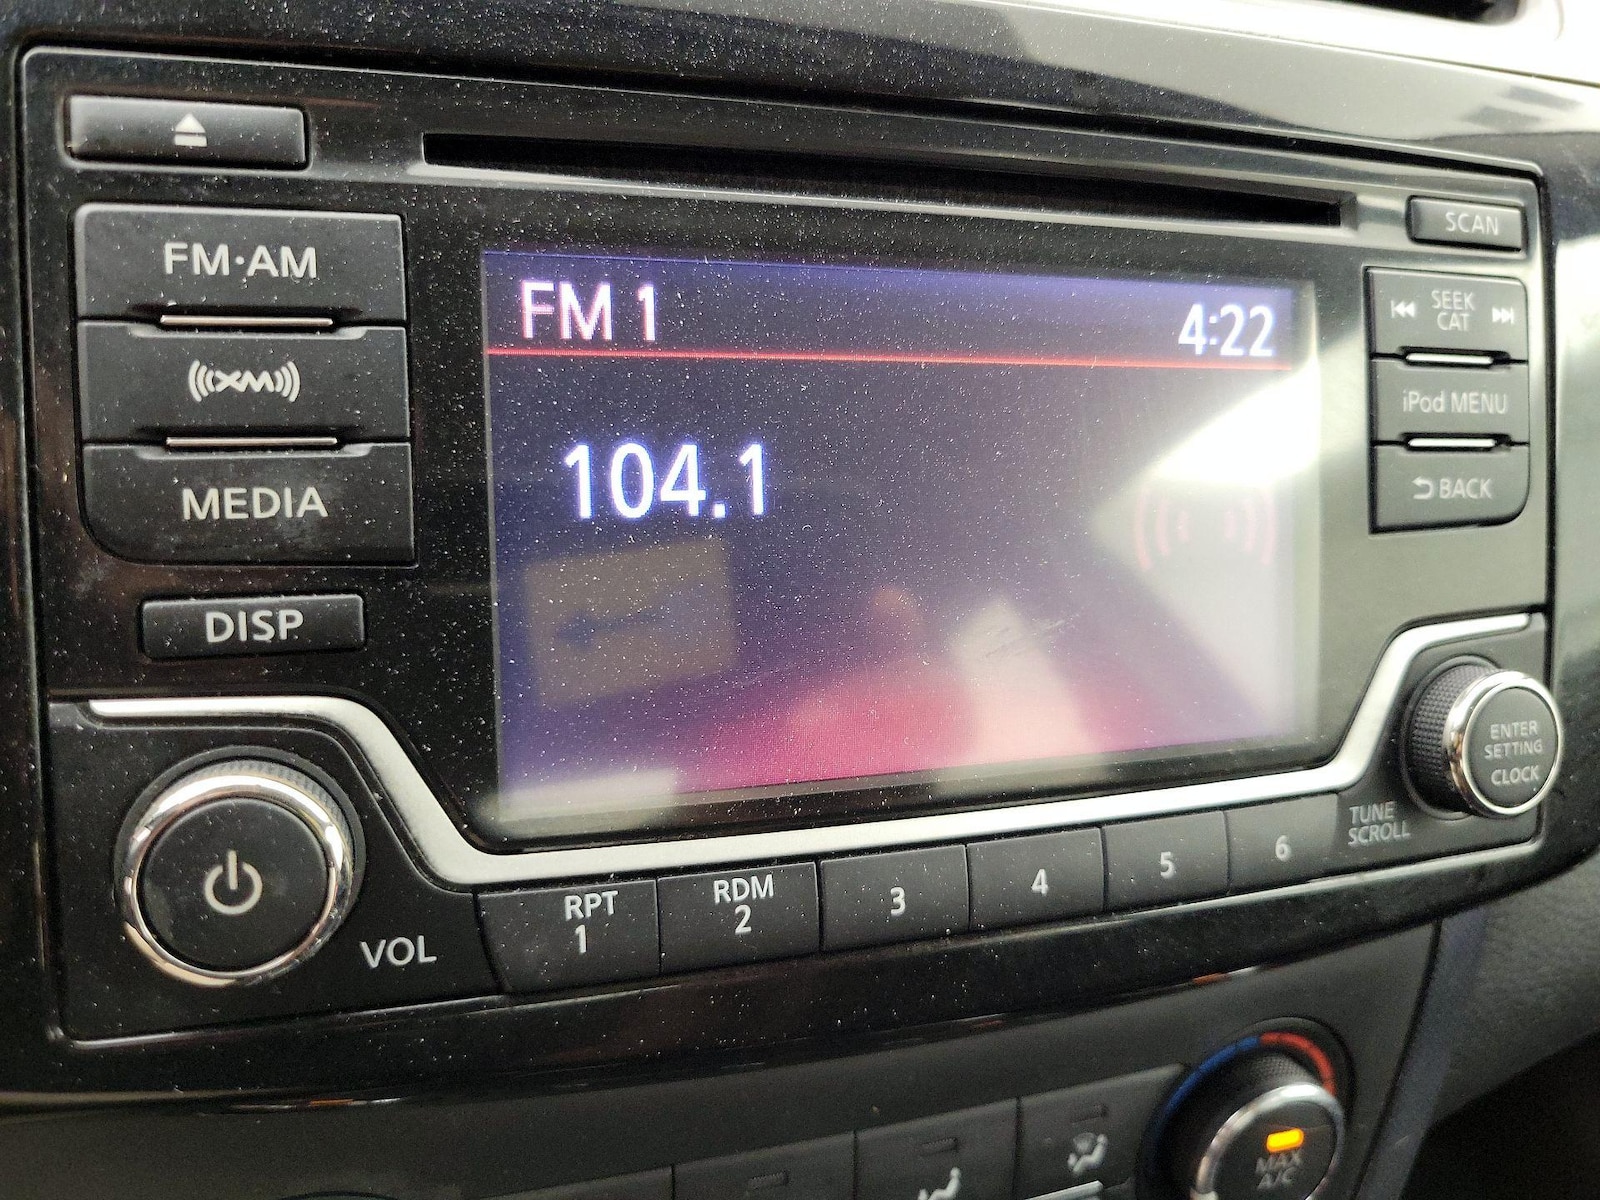 SCAN
FM·AM
SEEK
CAT
FM 1
4:22
XM
iPod MENU
104.1
MEDIA
BACK
DISP
ENTER
SETTING
CLOCK
TUNE
SCROLL
VOL
RPT
1
RDM
2
3
4
5
6
MAX
A/C